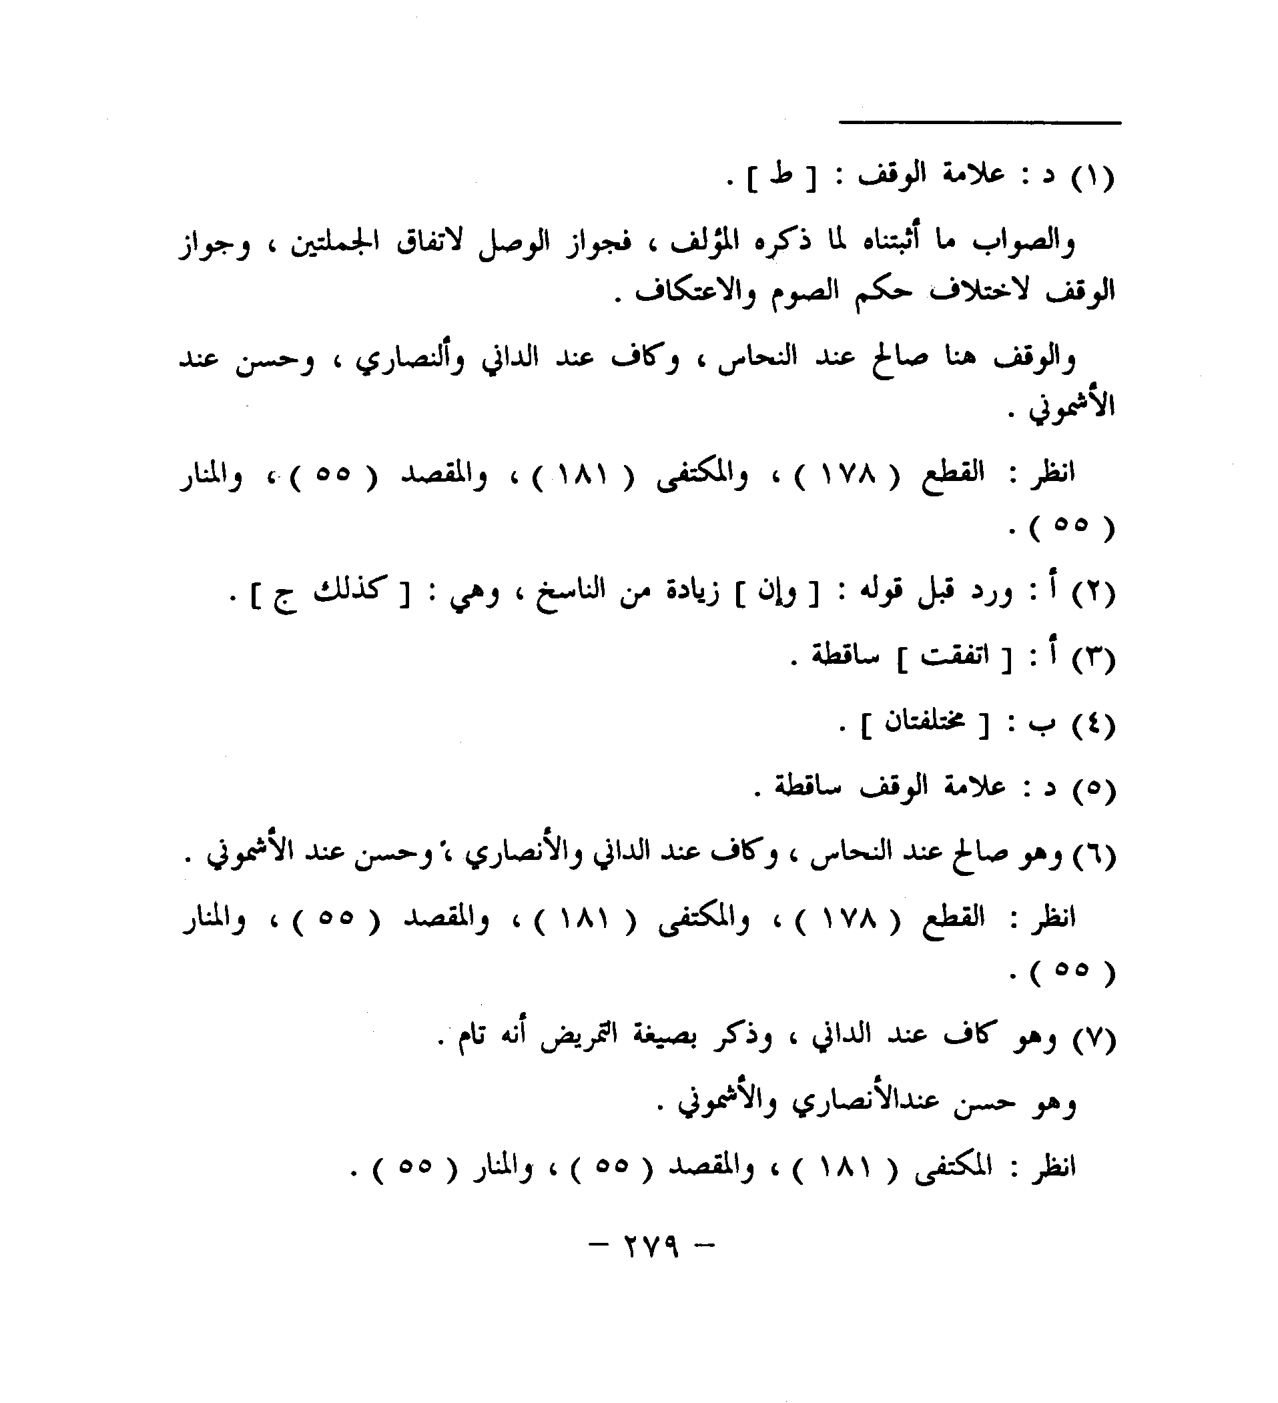 (١) د : علامة الوقف : [ ط ] .
والصواب ما أثبتناه لما ذكره المؤلف ، فجواز الوصل لاتفاق الجملتين ، وجواز
الوقف لاختلاف حكم الصوم والاعتكاف .
والوقف هنا صالح عند النحاس ، وكاف عند الداني وألنصاري ، وحسن عند
الأشموني .
انظر : القطع ( ١٧٨ ) ، والمكتفى ( ١٨١ ) ، والمقصد ( ٥٥ ) ، والمنار
( ٥٥ ) .
(٢) أ : ورد قبل قوله : [ وإن ] زيادة من الناسخ ، وهي : [ كذلك ج ] .
(٣) أ : [ اتفقت ] ساقطة .
(٤) ب : [ مختلفتان ] .
(٥) د : علامة الوقف ساقطة .
(٦) وهو صالح عند النحاس ، وكاف عند الداني والأنصاري ، وحسن عند الأشموني .
انظر : القطع ( ١٧٨ ) ، والمكتفى ( ١٨١ ) ، والمقصد ( ٥٥ ) ، والمنار
( ٥٥ ) .
(٧) وهو كاف عند الداني ، وذكر بصيغة التمريض أنه تام .
وهو حسن عندالأنصاري والأشموني .
انظر : المكتفى ( ١٨١ ) ، والمقصد ( ٥٥ ) ، والمنار ( ٥٥ ) .
– ٢٧٩ –